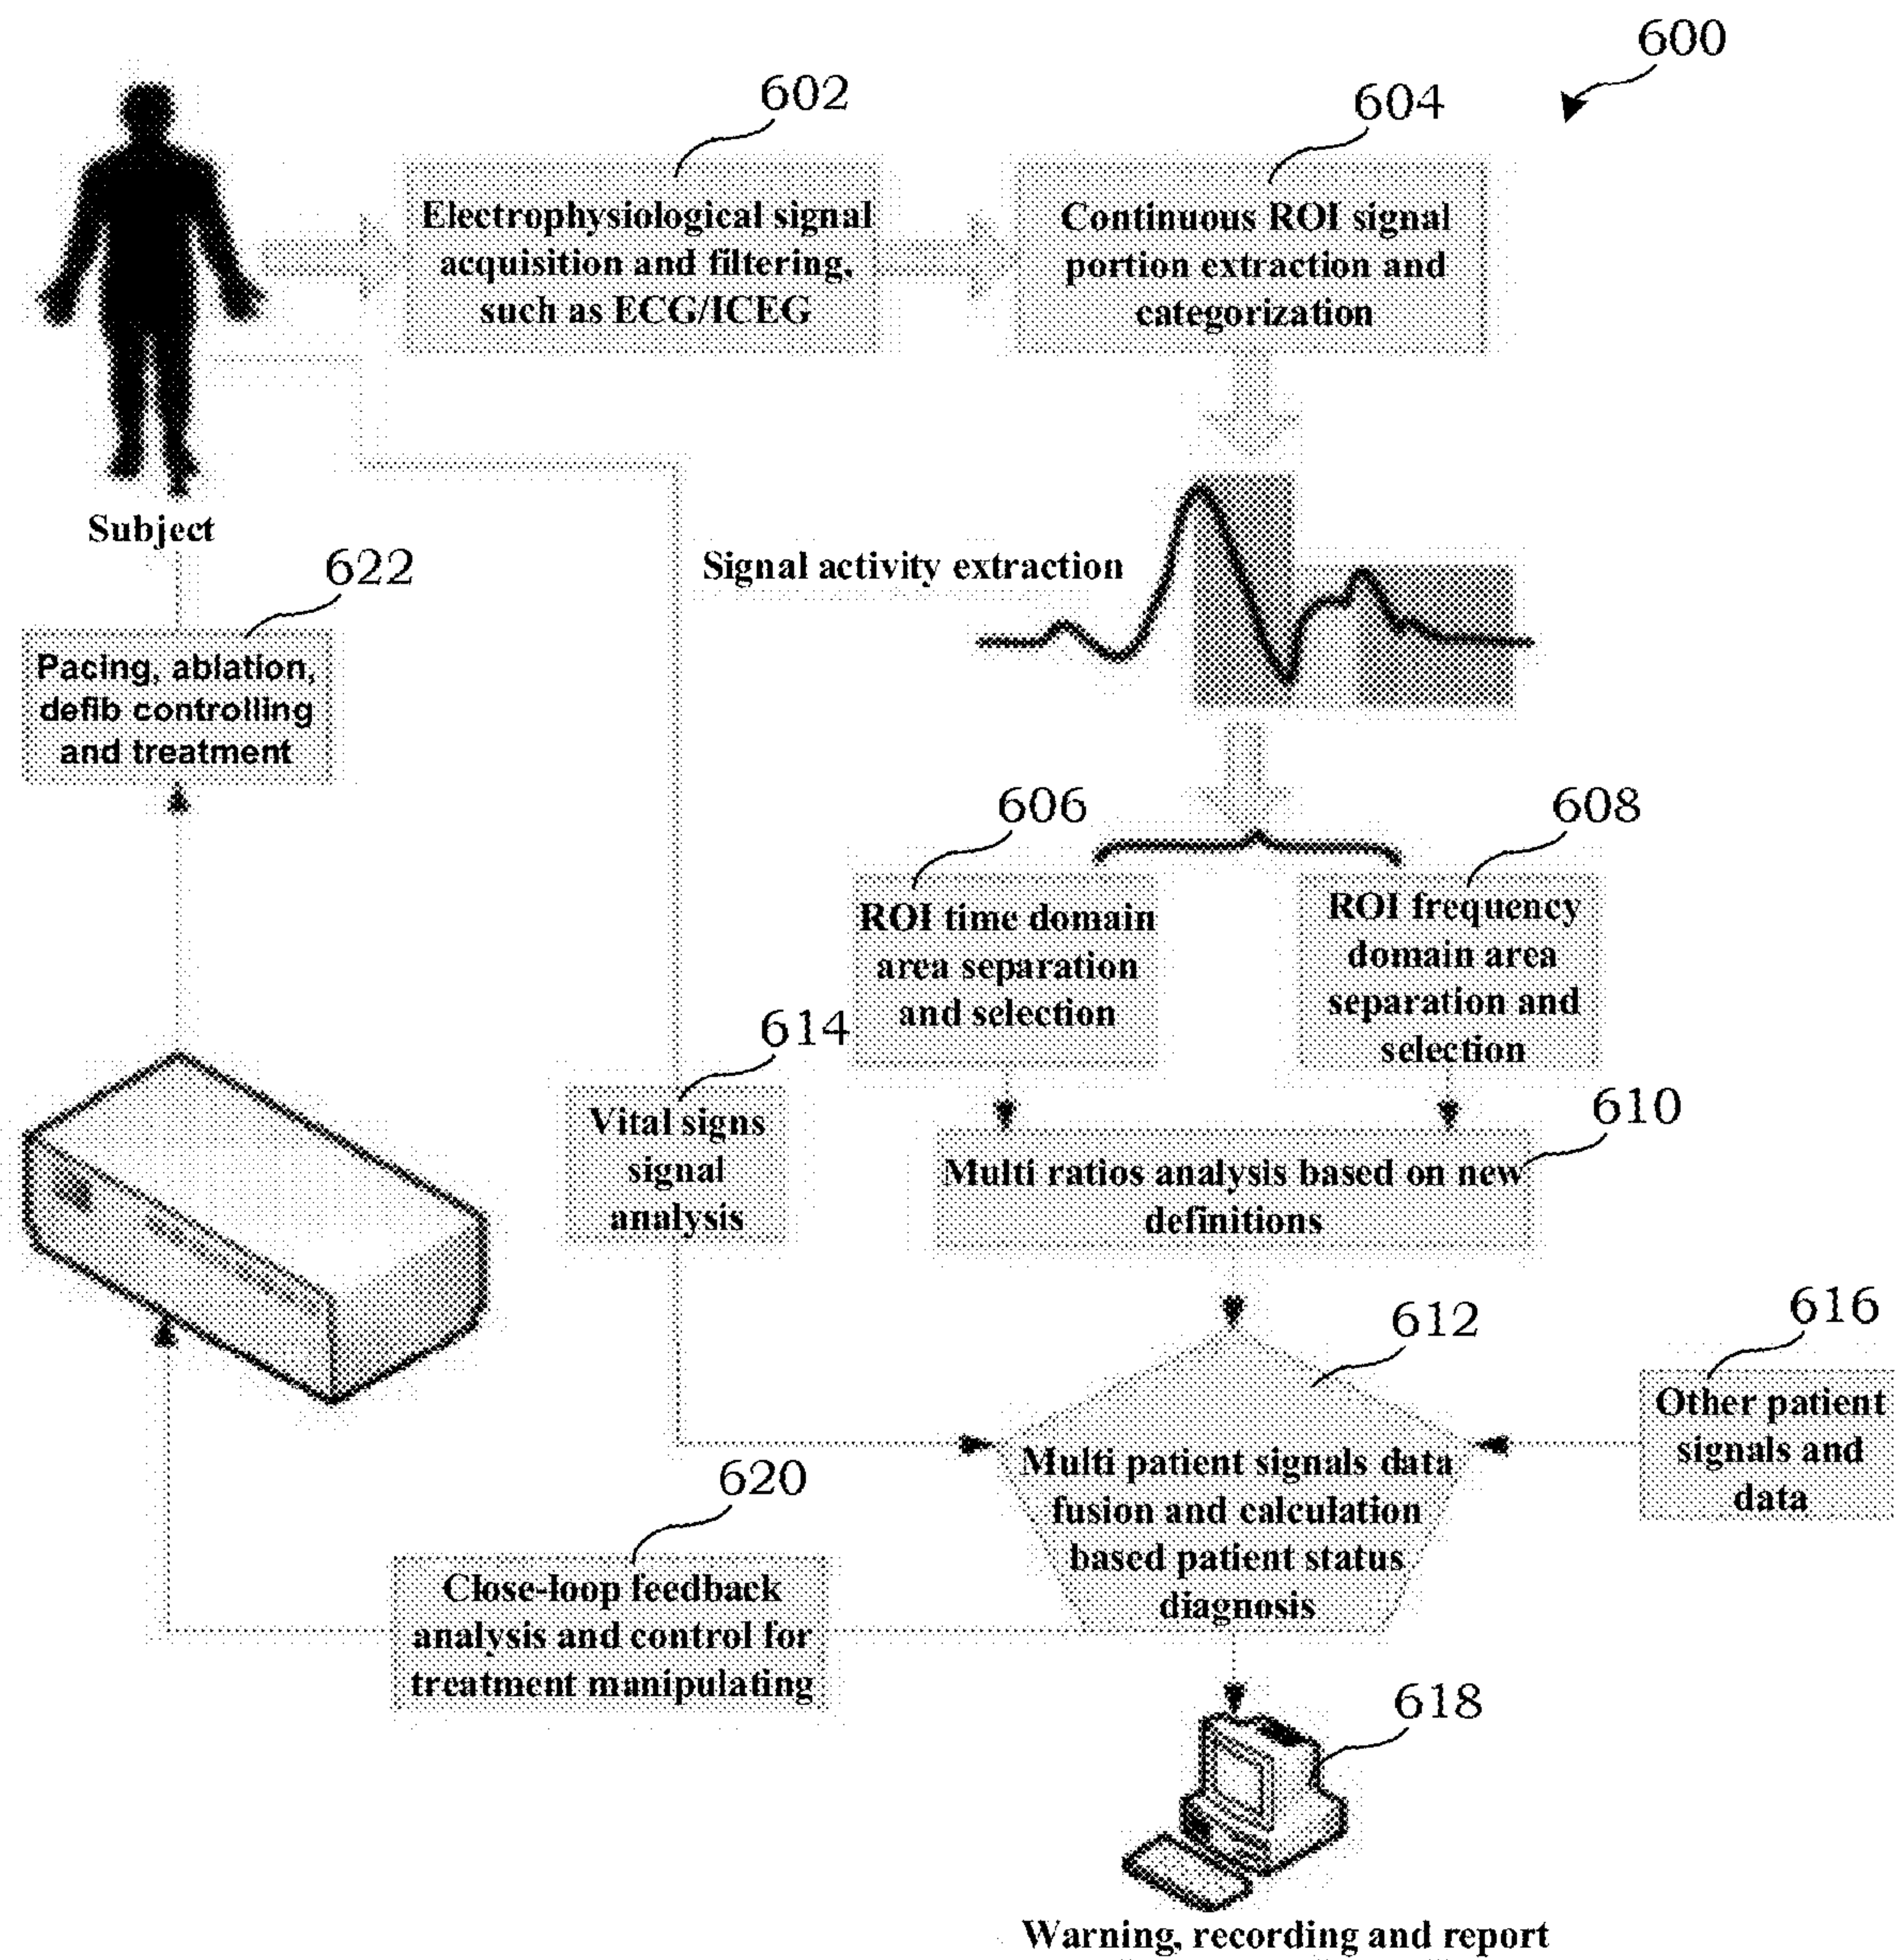 600
602
604
Electrophysiological signal
acquisition and filtering,
such as ECG/ICEG
Continuous ROI signal
portion extraction and
categorization
Subject
622
Pacing, ablation,
defib controlling
and treatment
Signal activity extraction
606
608
ROI time domain
area separation
and selection
ROI frequency
domain area
separation and
selection
614
Vital signs
signal
analysis
610
Multi ratios analysis based on new
definitions
612
616
Other patient
signals and
data
Multi patient signals data
fusion and calculation
based patient status
diagnosis
620
Close-loop feedback
analysis and control for
treatment manipulating
618
Warning, recording and report